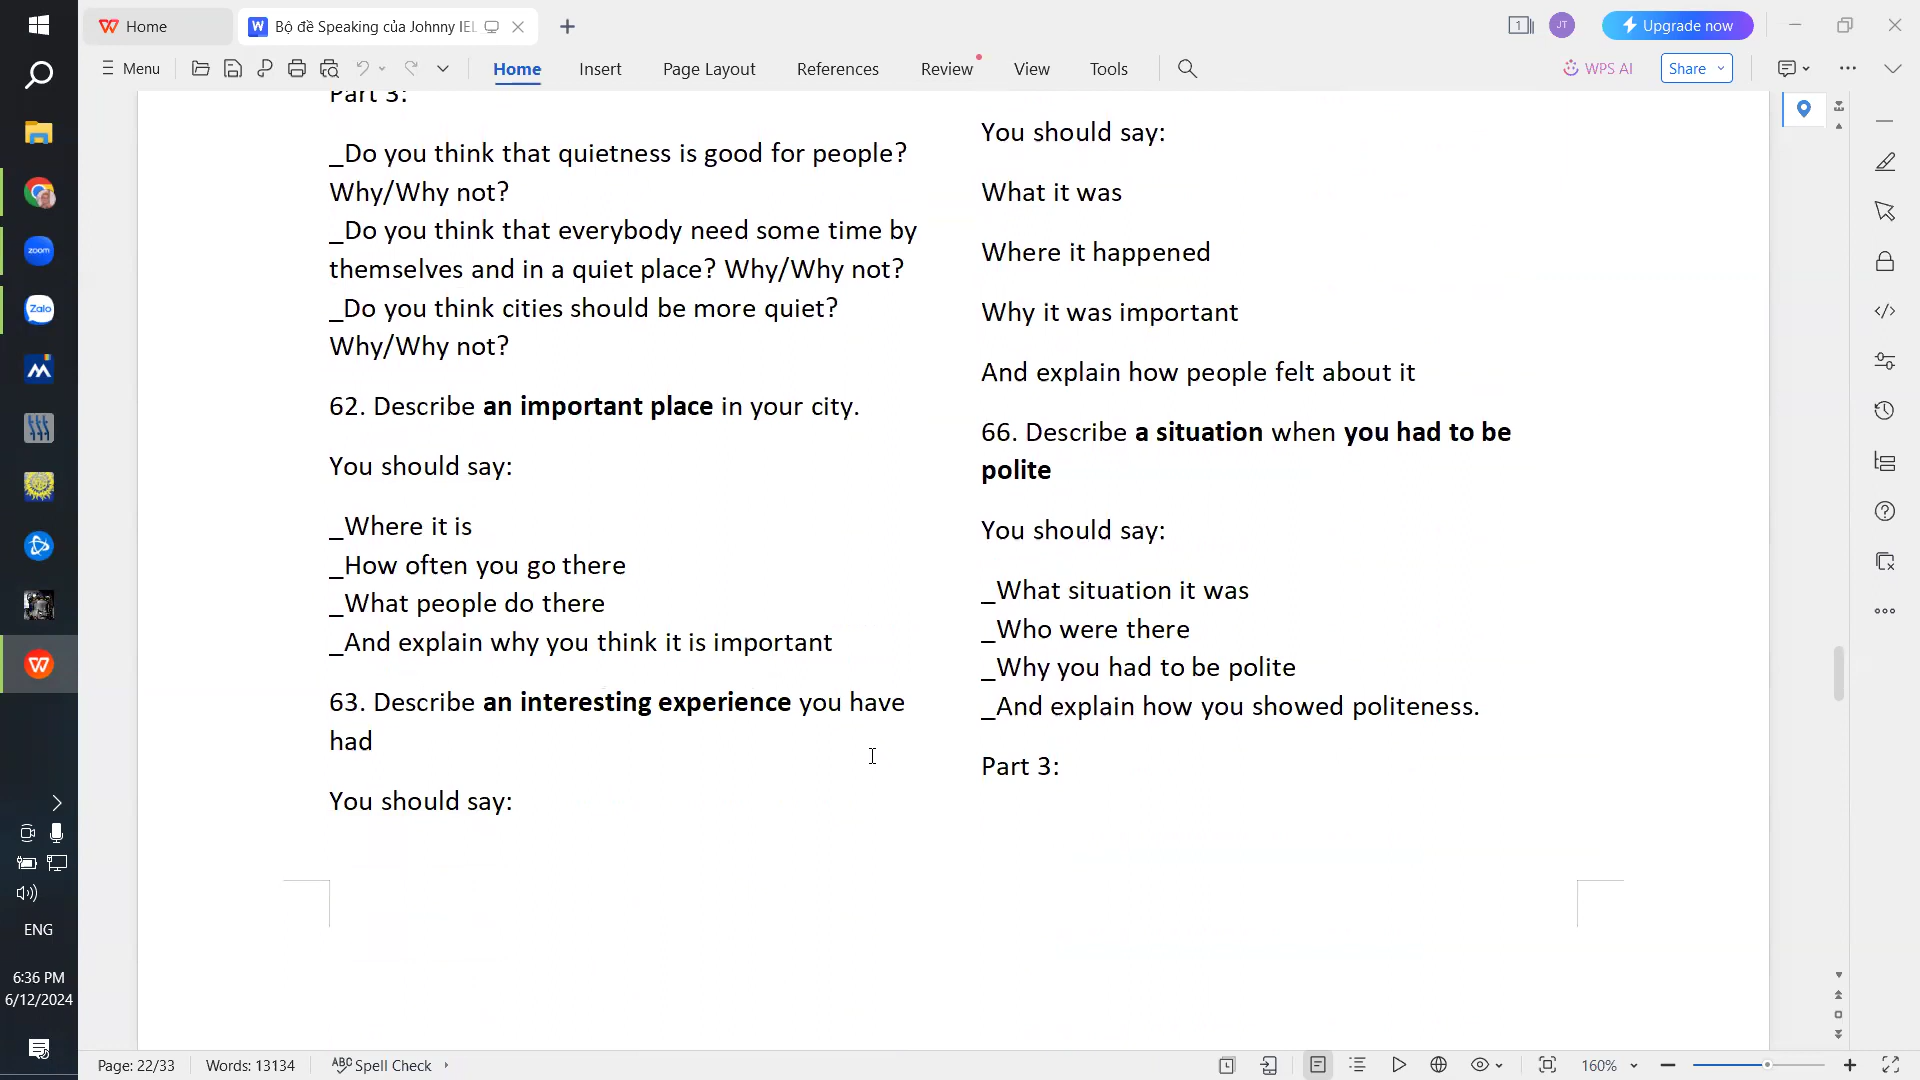 Home
Bộ đề Speaking của Johnny IEL
1
JT
Upgrade now
Menu
Home
Insert
Page Layout
References
Review
View
Tools
WPS AI
Share
Part 3:
_Do you think that quietness is good for people?
Why/Why not?
_Do you think that everybody need some time by
themselves and in a quiet place? Why/Why not?
_Do you think cities should be more quiet?
Why/Why not?
62. Describe an important place in your city.
You should say:
_Where it is
_How often you go there
_What people do there
_And explain why you think it is important
63. Describe an interesting experience you have
had
You should say:
You should say:
What it was
Where it happened
Why it was important
And explain how people felt about it
66. Describe a situation when you had to be
polite
You should say:
_What situation it was
_Who were there
_Why you had to be polite
_And explain how you showed politeness.
Part 3:
zoom
Zalo
ENG
6:36 PM
6/12/2024
Page: 22/33
Words: 13134
ABC Spell Check
160%